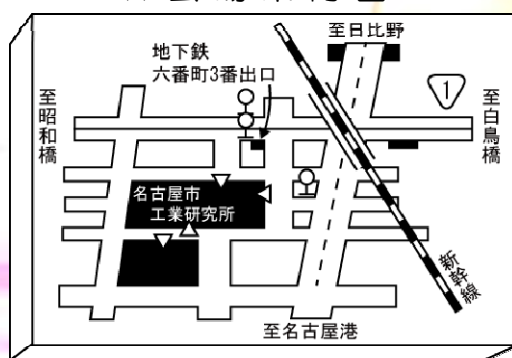 至日比野
地下鉄
六番町3番出口
1
至昭和橋
至白鳥橋
名古屋市
工業研究所
新幹線
至名古屋港